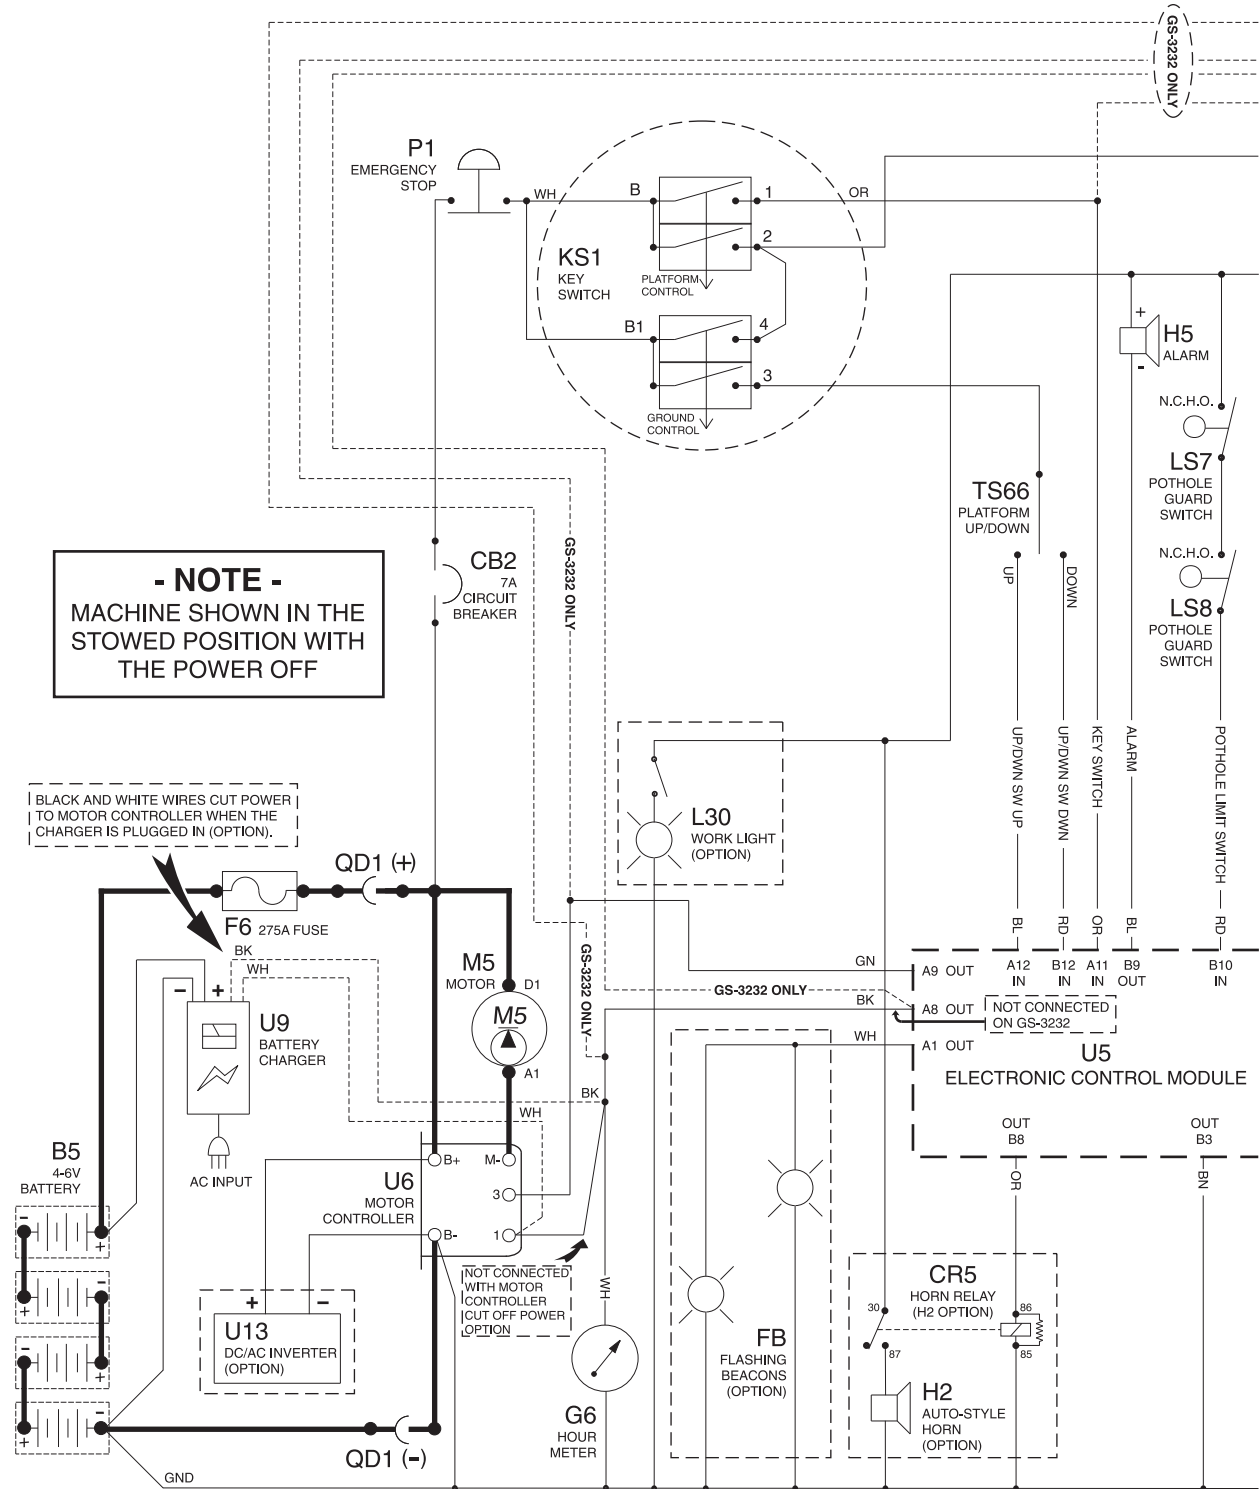 GS-3232 ONLY
P1
EMERGENCY
STOP
WH
B
1
OR
2
KS1
KEY
SWITCH
PLATFORM
CONTROL
B1
4
3
GROUND
CONTROL
+
H5
ALARM
-
N.C.H.O.
LS7
POTHOLE
GUARD
SWITCH
TS66
PLATFORM
UP/DOWN
UP
DOWN
N.C.H.O.
LS8
POTHOLE
GUARD
SWITCH
CB2
7A
CIRCUIT
BREAKER
GS-3232 ONLY
- NOTE -
MACHINE SHOWN IN THE
STOWED POSITION WITH
THE POWER OFF
UP/DWN SW UP
UP/DWN SW DWN
KEY SWITCH
ALARM
POTHOLE LIMIT SWITCH
BLACK AND WHITE WIRES CUT POWER
TO MOTOR CONTROLLER WHEN THE
CHARGER IS PLUGGED IN (OPTION).
L30
WORK LIGHT
(OPTION)
QD1 (+)
F6 275A FUSE
BK
WH
BL
RD
OR
BL
RD
M5
MOTOR
D1
M5
A1
GS-3232 ONLY
GS-3232 ONLY
GN
BK
WH
A9 OUT
A12
IN
B12
IN
A11
IN
B9
OUT
B10
IN
A8 OUT
NOT CONNECTED
ON GS-3232
A1 OUT
U5
ELECTRONIC CONTROL MODULE
OUT
B8
OUT
B3
OR
BN
- +
U9
BATTERY
CHARGER
AC INPUT
BK
WH
B5
4-6V
BATTERY
- +
+ -
- +
+ -
U6
MOTOR
CONTROLLER
B+
M-
3
B-
1
NOT CONNECTED
WITH MOTOR
CONTROLLER
CUT OFF POWER
OPTION
+ -
U13
DC/AC INVERTER
(OPTION)
WH
G6
HOUR
METER
FB
FLASHING
BEACONS
(OPTION)
CR5
HORN RELAY
(H2 OPTION)
30
87
86
85
H2
AUTO-STYLE
HORN
(OPTION)
QD1 (-)
GND